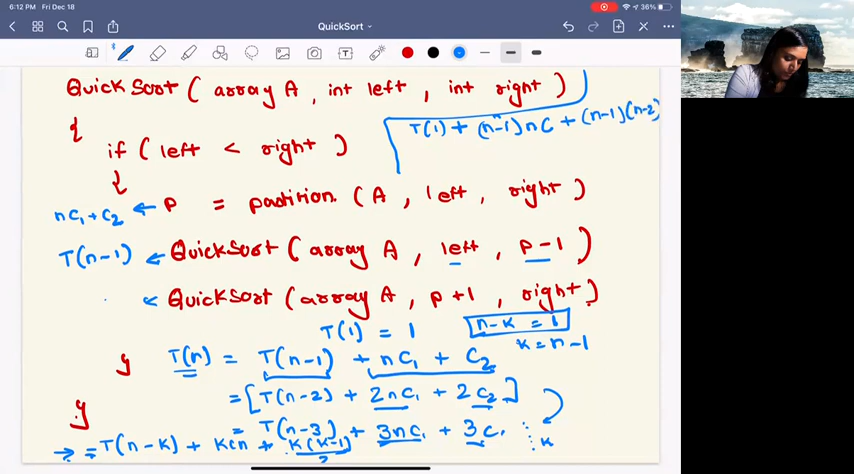 6:12 PM Fri Dec 18
36%
QuickSort
QuickSort ( array A , int left , int right )
{
T(1) + (n-1)nC + (n-1)(n-2)
if ( left < right )
{
nC₁+C₂ ← P = partition ( A , left , right )
T(n-1) ← QuickSort ( array A , left , P-1 )
← QuickSort ( array A , P+1 , right )
T(1) = 1
n-k = 1
k = n-1
y T(n) = T(n-1) + nC₁ + C₂
= [T(n-2) + 2nC₁ + 2C₂]
y
= T(n-3) + 3nC₁ + 3C
→ = T(n-k) + kcn + k(k-1)
k